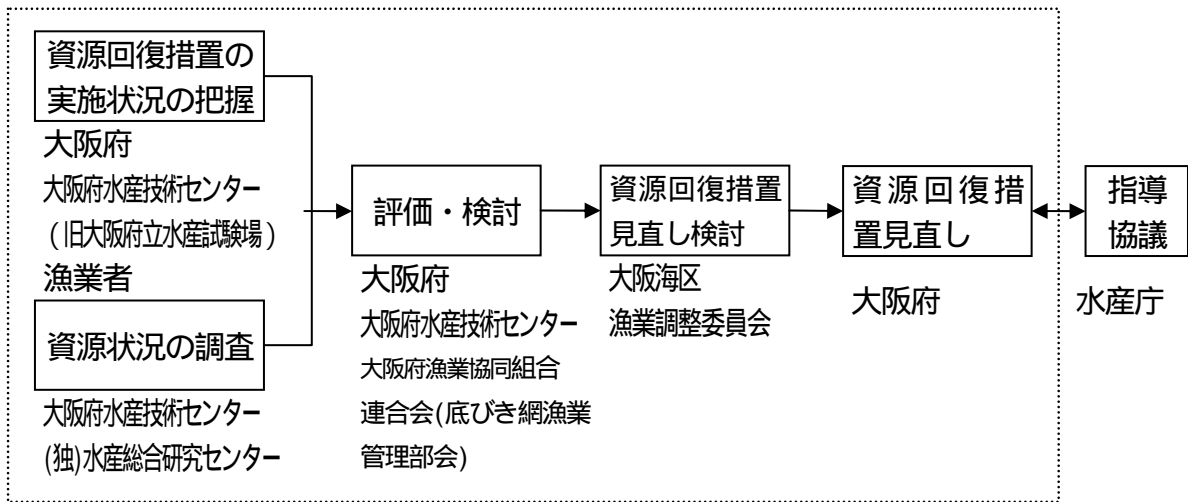 資源回復措置の
実施状況の把握
大阪府
大阪府水産技術センター
(旧大阪府立水産試験場)
漁業者
資源状況の調査
大阪府水産技術センター
(独)水産総合研究センター
評価・検討
大阪府
大阪府水産技術センター
大阪府漁業協同組合
連合会(底びき網漁業
管理部会)
資源回復措置
見直し検討
大阪海区
漁業調整委員会
資源回復措
置見直し
大阪府
指導
協議
水産庁